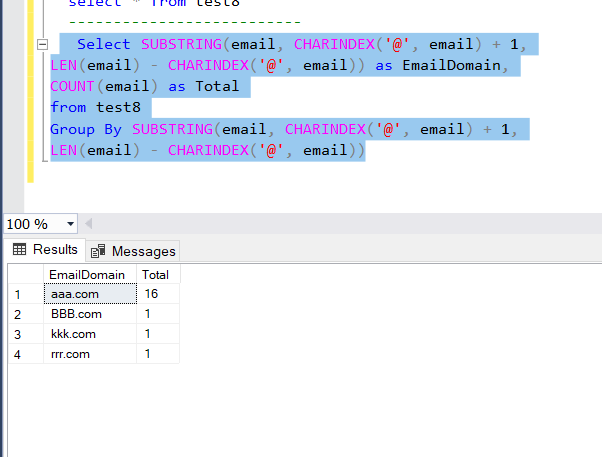 select * from test8
--------------------------
Select SUBSTRING(email, CHARINDEX('@', email) + 1,
LEN(email) - CHARINDEX('@', email)) as EmailDomain,
COUNT(email) as Total
from test8
Group By SUBSTRING(email, CHARINDEX('@', email) + 1,
LEN(email) - CHARINDEX('@', email))
100 %
Results Messages
EmailDomain Total
1 aaa.com 16
2 BBB.com 1
3 kkk.com 1
4 rrr.com 1